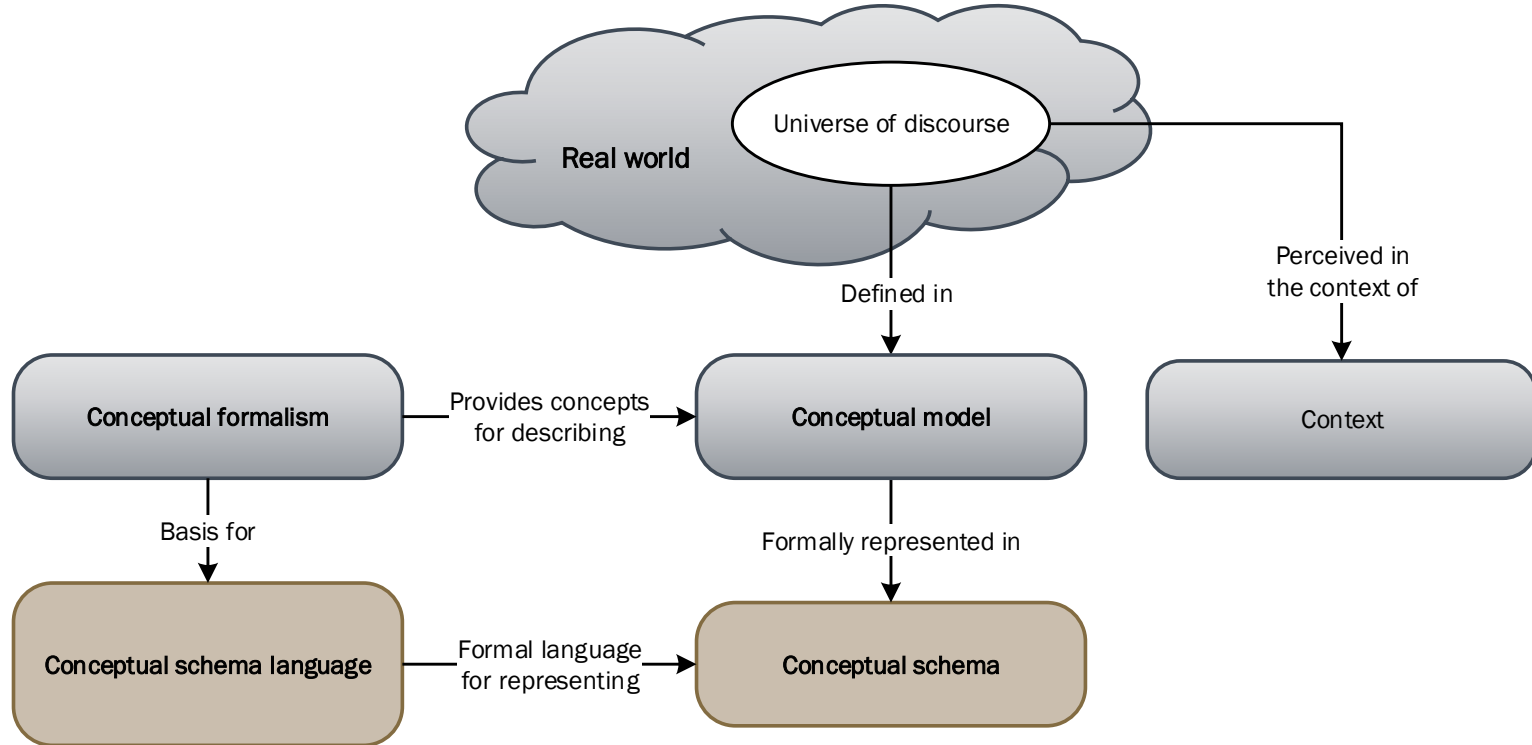 Universe of discourse
Real world
Perceived in
the context of
Defined in
Conceptual formalism
Provides concepts
for describing
Conceptual model
Context
Basis for
Formally represented in
Conceptual schema language
Formal language
for representing
Conceptual schema